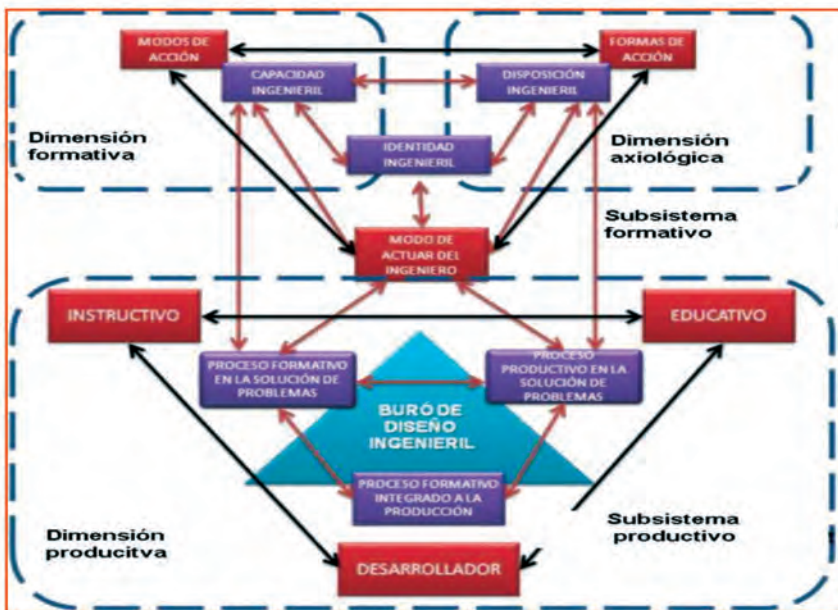 MODOS DE
ACCIÓN
FORMAS DE
ACCIÓN
CAPACIDAD
INGENIERIL
DISPOSICIÓN
INGENIERIL
Dimensión
formativa
IDENTIDAD
INGENIERIL
Dimensión
axiológica
Subsistema
formativo
MODO DE
ACTUAR DEL
INGENIERO
INSTRUCTIVO
EDUCATIVO
PROCESO FORMATIVO
EN LA SOLUCIÓN DE
PROBLEMAS
PROCESO
PRODUCTIVO EN LA
SOLUCIÓN DE
PROBLEMAS
BURÓ DE
DISEÑO
INGENIERIL
PROCESO FORMATIVO
INTEGRADO A LA
PRODUCCIÓN
Dimensión
producitva
Subsistema
productivo
DESARROLLADOR